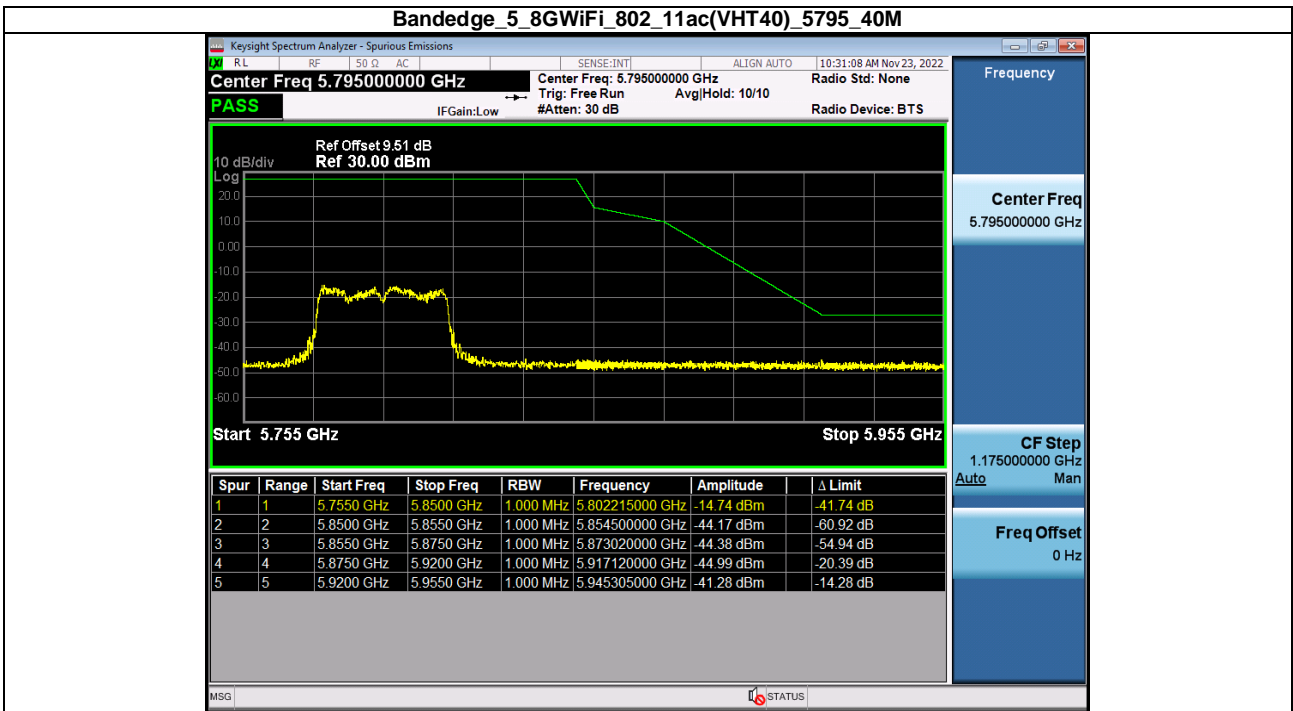 Bandedge_5_8GWiFi_802_11ac(VHT40)_5795_40M
Keysight Spectrum Analyzer - Spurious Emissions
LXI RL RF 50 Ω AC SENSE:INT ALIGN AUTO 10:31:08 AM Nov 23, 2022
Center Freq 5.795000000 GHz Center Freq: 5.795000000 GHz Radio Std: None
Trig: Free Run Avg|Hold: 10/10
PASS IFGain:Low #Atten: 30 dB Radio Device: BTS
Frequency
Ref Offset 9.51 dB
10 dB/div Ref 30.00 dBm
Log
20.0
10.0
0.00
-10.0
-20.0
-30.0
-40.0
-50.0
-60.0
Start 5.755 GHz Stop 5.955 GHz
Center Freq
5.795000000 GHz
CF Step
1.175000000 GHz
Auto Man
Freq Offset
0 Hz
Spur Range Start Freq Stop Freq RBW Frequency Amplitude Δ Limit
1 1 5.7550 GHz 5.8500 GHz 1.000 MHz 5.802215000 GHz -14.74 dBm -41.74 dB
2 2 5.8500 GHz 5.8550 GHz 1.000 MHz 5.854500000 GHz -44.17 dBm -60.92 dB
3 3 5.8550 GHz 5.8750 GHz 1.000 MHz 5.873020000 GHz -44.38 dBm -54.94 dB
4 4 5.8750 GHz 5.9200 GHz 1.000 MHz 5.917120000 GHz -44.99 dBm -20.39 dB
5 5 5.9200 GHz 5.9550 GHz 1.000 MHz 5.945305000 GHz -41.28 dBm -14.28 dB
MSG STATUS